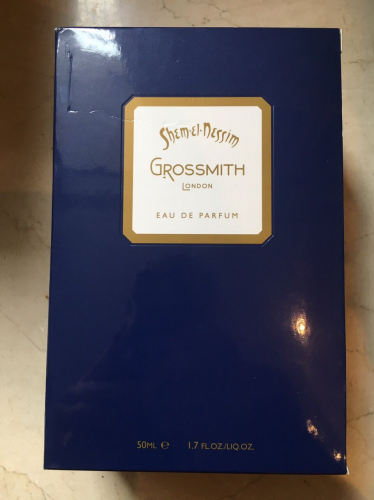 Shem-el-Nessim
GROSSMITH
LONDON
EAU DE PARFUM
50ML ℮ 1.7 FL.OZ./LIQ.OZ.